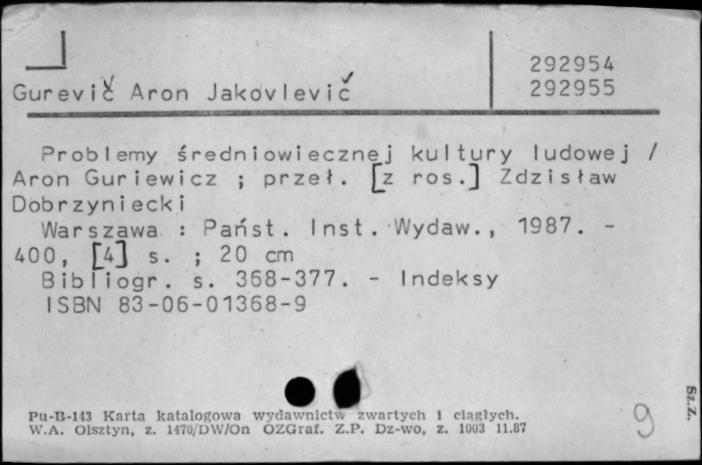 292954
Gurevič Aron Jakovlevič 292955
Problemy średniowiecznej kultury ludowej /
Aron Guriewicz ; przeł. [z ros.] Zdzisław
Dobrzyniecki
Warszawa : Państ. Inst. Wydaw., 1987. -
400, [4] s. ; 20 cm
Bibliogr. s. 368-377. - Indeksy
ISBN 83-06-01368-9
Pu-B-143 Karta katalogowa wydawnictw zwartych i ciągłych.
W.A. Olsztyn, z. 1470/DW/On OZGraf. Z.P. Dz-wo, z. 1003 11.87
Sz.Z.
9